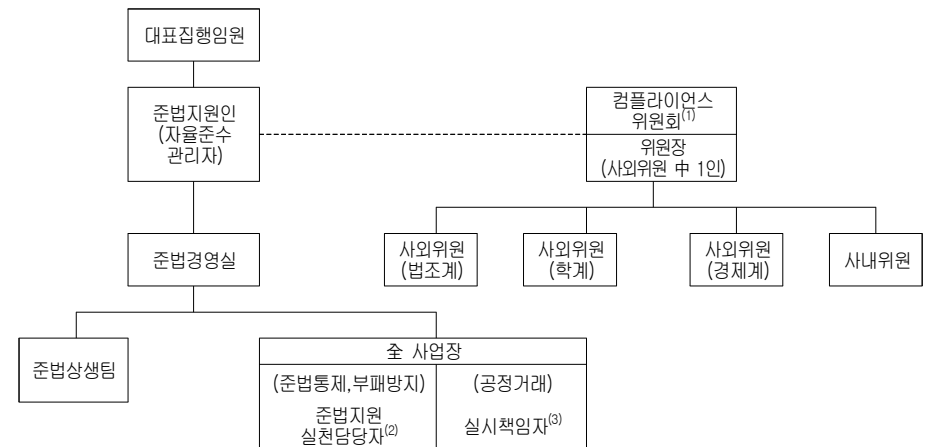 대표집행임원
준법지원인
(자율준수
관리자)
컴플라이언스
위원회(1)
위원장
(사외위원 中 1인)
준법경영실
사외위원
(법조계)
사외위원
(학계)
사외위원
(경제계)
사내위원
준법상생팀
全 사업장
(준법통제,부패방지)
준법지원
실천담당자(2)
(공정거래)
실시책임자(3)